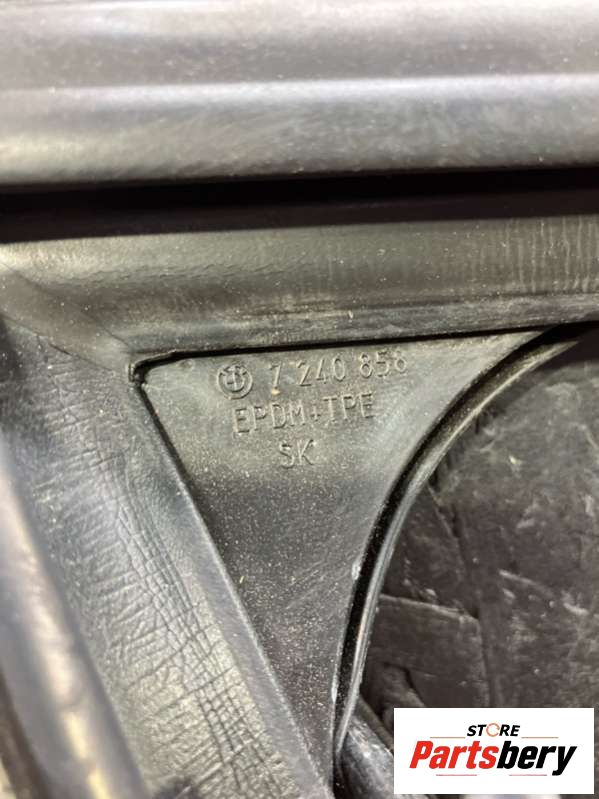 7 240 858
EPDM+TPE
SK
STORE
Partsbery